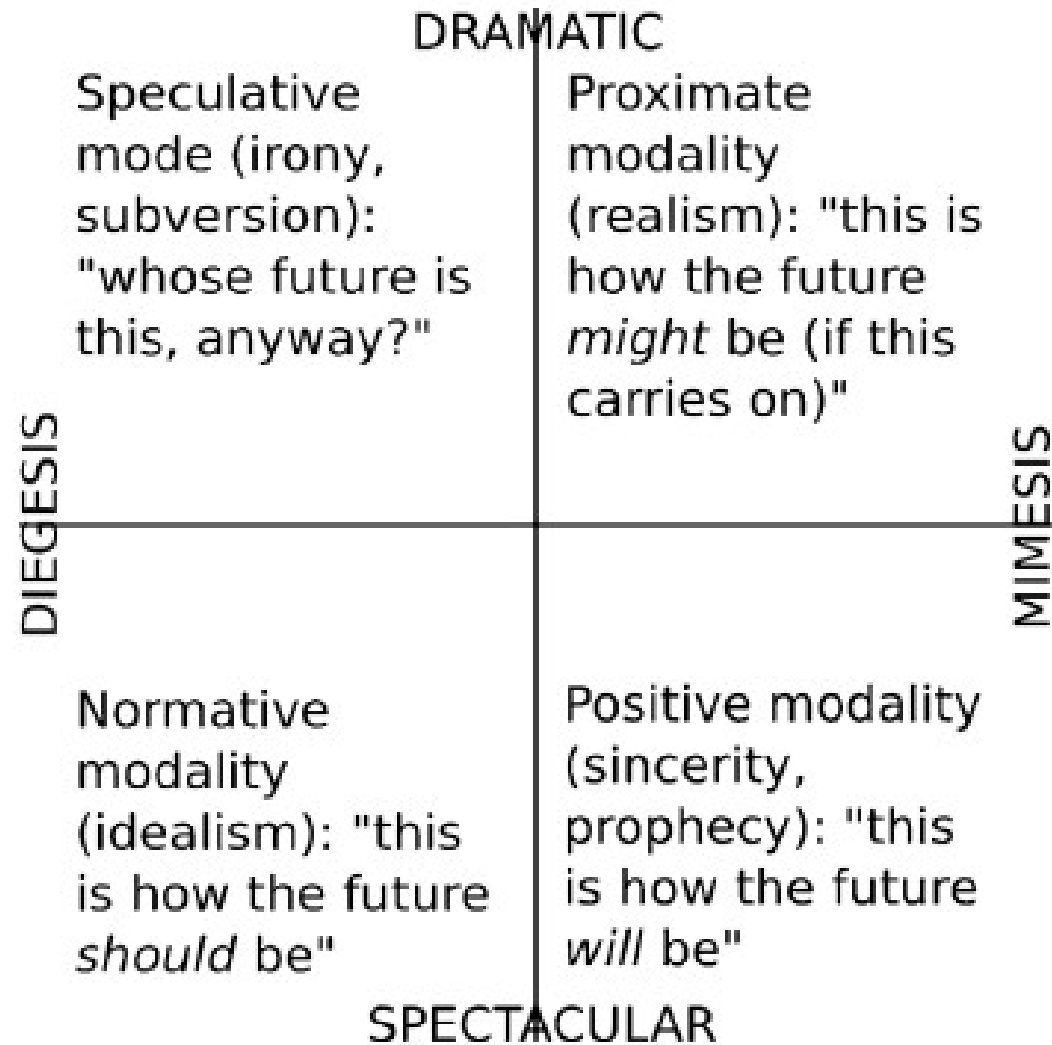 DRAMATIC
Speculative
mode (irony,
subversion):
"whose future is
this, anyway?"
Proximate
modality
(realism): "this is
how the future
might be (if this
carries on)"
DIEGESIS
MIMESIS
Normative
modality
(idealism): "this
is how the future
should be"
Positive modality
(sincerity,
prophecy): "this
is how the future
will be"
SPECTACULAR